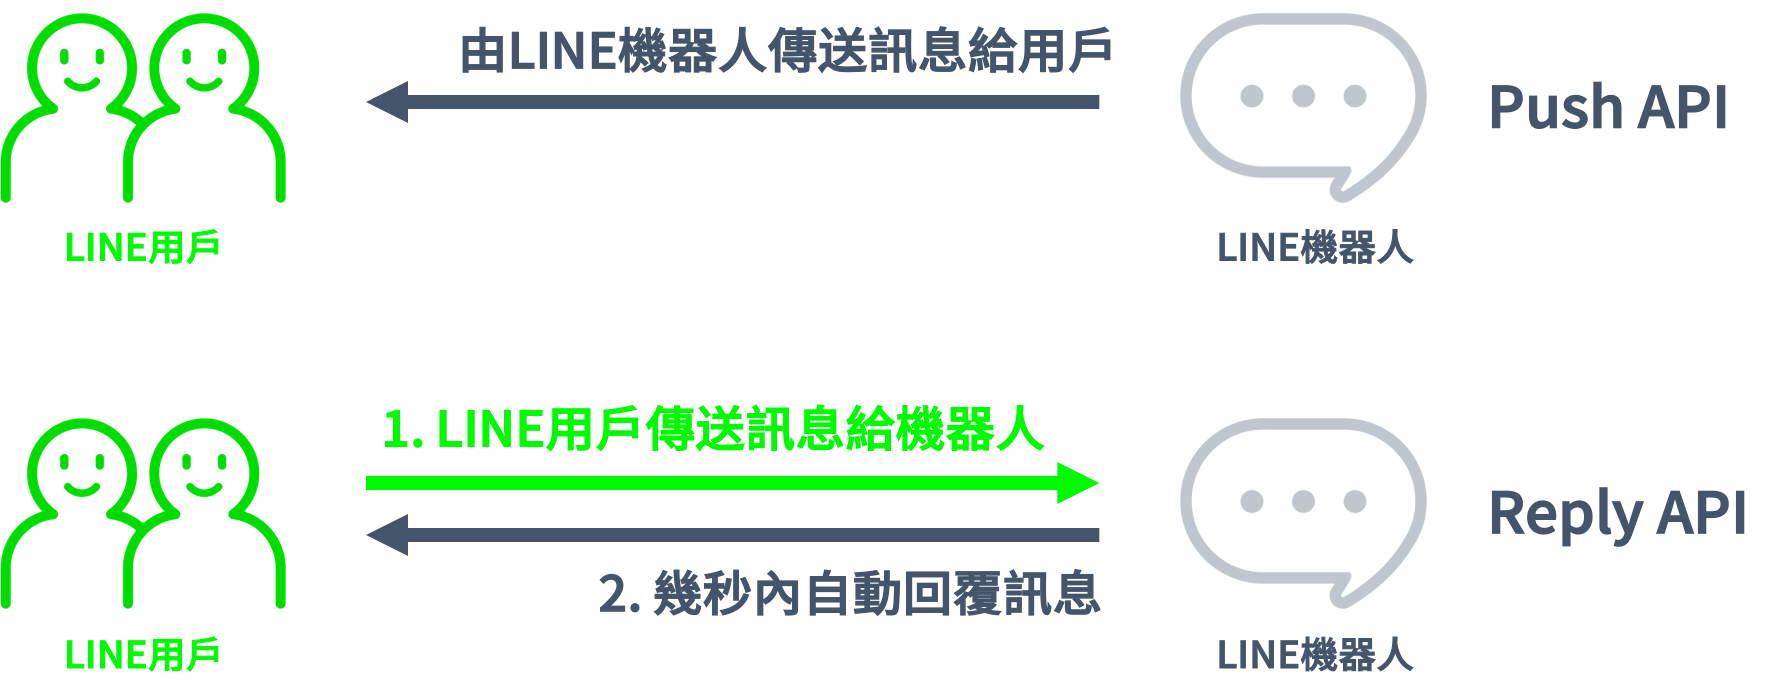 由LINE機器人傳送訊息給用戶
Push API
LINE用戶
LINE機器人
1. LINE用戶傳送訊息給機器人
Reply API
2. 幾秒內自動回覆訊息
LINE用戶
LINE機器人